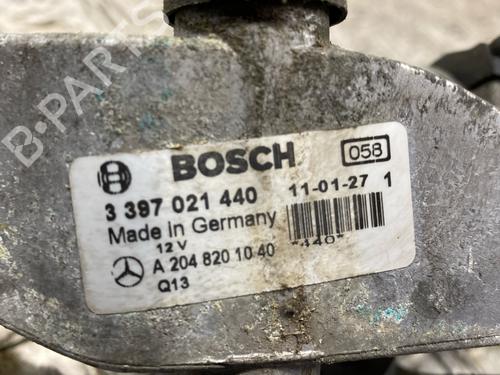 B-PARTS
BOSCH
058
3 397 021 440
11-01-27 1
Made in Germany
12 V
*440*
A 204 820 10 40
Q13